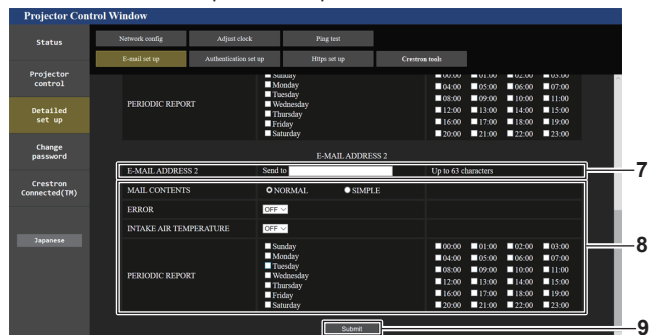 Projector Control Window
Status
Network config Adjust clock Ping test
E-mail set up Authentication set up Https set up Crestron tools
Projector control
Detailed set up
Change password
Crestron Connected(TM)
Japanese
PERIODIC REPORT
Sunday 00:00 01:00 02:00 03:00
Monday 04:00 05:00 06:00 07:00
Tuesday 08:00 09:00 10:00 11:00
Wednesday
Thursday 12:00 13:00 14:00 15:00
Friday 16:00 17:00 18:00 19:00
Saturday 20:00 21:00 22:00 23:00
E-MAIL ADDRESS 2
E-MAIL ADDRESS 2 Send to Up to 63 characters 7
MAIL CONTENTS NORMAL SIMPLE
ERROR OFF
INTAKE AIR TEMPERATURE OFF
8
PERIODIC REPORT
Sunday 00:00 01:00 02:00 03:00
Monday 04:00 05:00 06:00 07:00
Tuesday 08:00 09:00 10:00 11:00
Wednesday
Thursday 12:00 13:00 14:00 15:00
Friday 16:00 17:00 18:00 19:00
Saturday 20:00 21:00 22:00 23:00
Submit 9